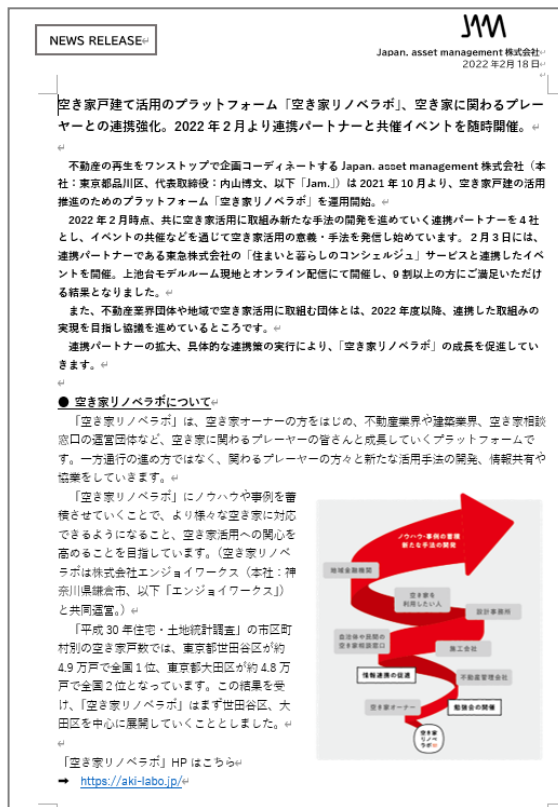 NEWS RELEASE
JAM
Japan. asset management 株式会社
2022 年2月 18 日
空き家戸建て活用のプラットフォーム「空き家リノベラボ」、空き家に関わるプレー
ヤーとの連携強化。2022 年 2 月より連携パートナーと共催イベントを随時開催。
不動産の再生をワンストップで企画コーディネートする Japan. asset management 株式会社（本
社：東京都品川区、代表取締役：内山博文、以下「Jam.」）は 2021 年 10 月より、空き家戸建の活用
推進のためのプラットフォーム「空き家リノベラボ」を運用開始。
2022 年 2 月時点、共に空き家活用に取組み新たな手法の開発を進めていく連携パートナーを 4 社
とし、イベントの共催などを通じて空き家活用の意義・手法を発信し始めています。2 月 3 日には、
連携パートナーである東急株式会社の「住まいと暮らしのコンシェルジュ」サービスと連携したイベ
ントを開催。上池台モデルルーム現地とオンライン配信にて開催し、9 割以上の方にご満足いただけ
る結果となりました。
また、不動産業界団体や地域で空き家活用に取組む団体とは、2022 年度以降、連携した取組みの
実現を目指し協議を進めているところです。
連携パートナーの拡大、具体的な連携策の実行により、「空き家リノベラボ」の成長を促進してい
きます。
● 空き家リノベラボについて
「空き家リノベラボ」は、空き家オーナーの方をはじめ、不動産業界や建築業界、空き家相談
窓口の運営団体など、空き家に関わるプレーヤーの皆さんと成長していくプラットフォームで
す。一方通行の進め方ではなく、関わるプレーヤーの方々と新たな活用手法の開発、情報共有や
協業をしていきます。
「空き家リノベラボ」にノウハウや事例を蓄
積させていくことで、より様々な空き家に対応
できるようになること、空き家活用への関心を
高めることを目指しています。（空き家リノベ
ラボは株式会社エンジョイワークス（本社：神
奈川県鎌倉市、以下「エンジョイワークス」）
と共同運営。）
「平成 30 年住宅・土地統計調査」の市区町
村別の空き家戸数では、東京都世田谷区が約
4.9 万戸で全国 1 位、東京都大田区が約 4.8 万
戸で全国 2 位となっています。この結果を受
け、「空き家リノベラボ」はまず世田谷区、大
田区を中心に展開していくこととしました。
「空き家リノベラボ」HP はこちら
➡ https://aki-labo.jp/
ノウハウ・事例の蓄積
新たな手法の開発
地域金融機関
空き家を
利用したい人
設計事務所
自治体や民間の
空き家相談窓口
施工会社
情報連携の促進
不動産管理会社
空き家オーナー
勉強会の開催
空き家
リノベ
ラボ